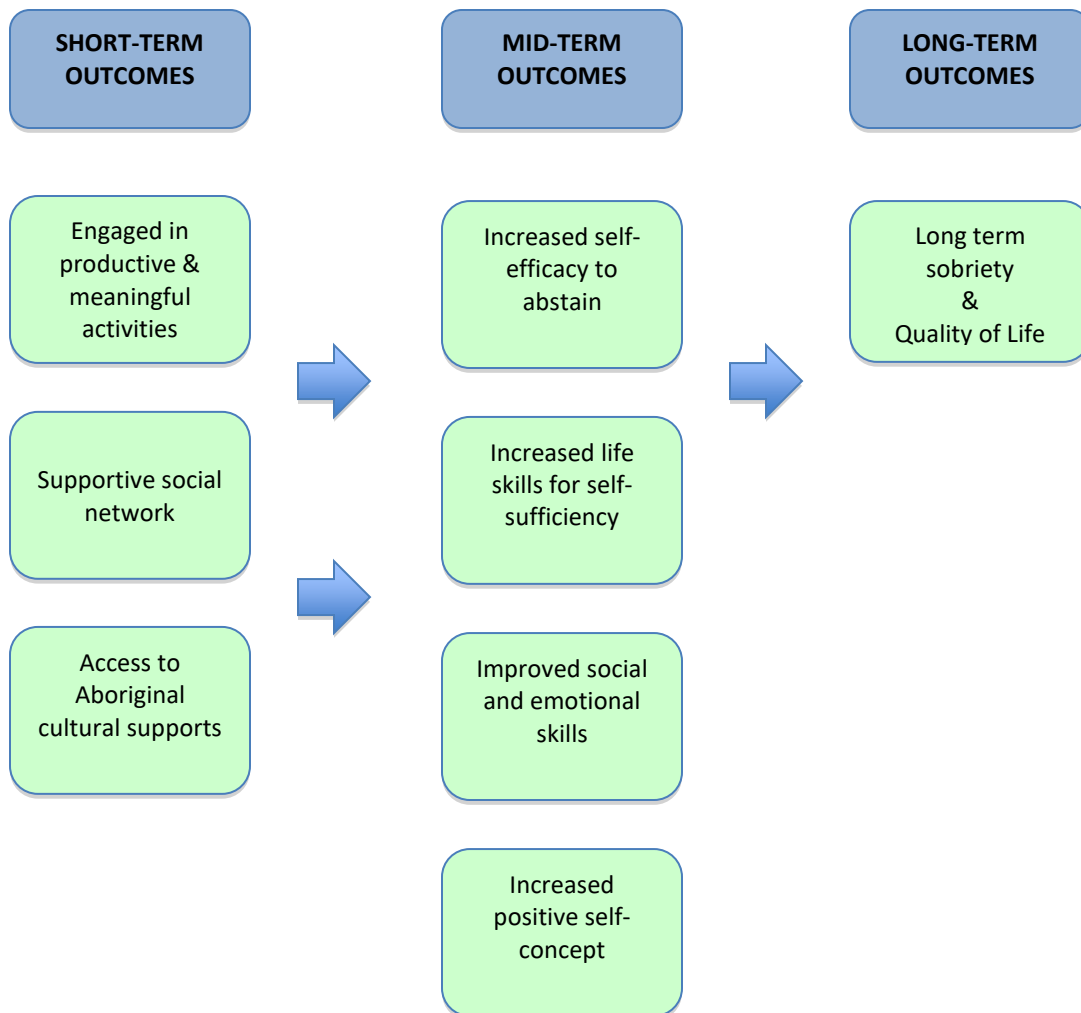 SHORT-TERM
OUTCOMES
Engaged in
productive &
meaningful
activities
Supportive social
network
Access to
Aboriginal
cultural supports
MID-TERM
OUTCOMES
Increased self-
efficacy to
abstain
Increased life
skills for self-
sufficiency
Improved social
and emotional
skills
Increased
positive self-
concept
LONG-TERM
OUTCOMES
Long term
sobriety
&
Quality of Life